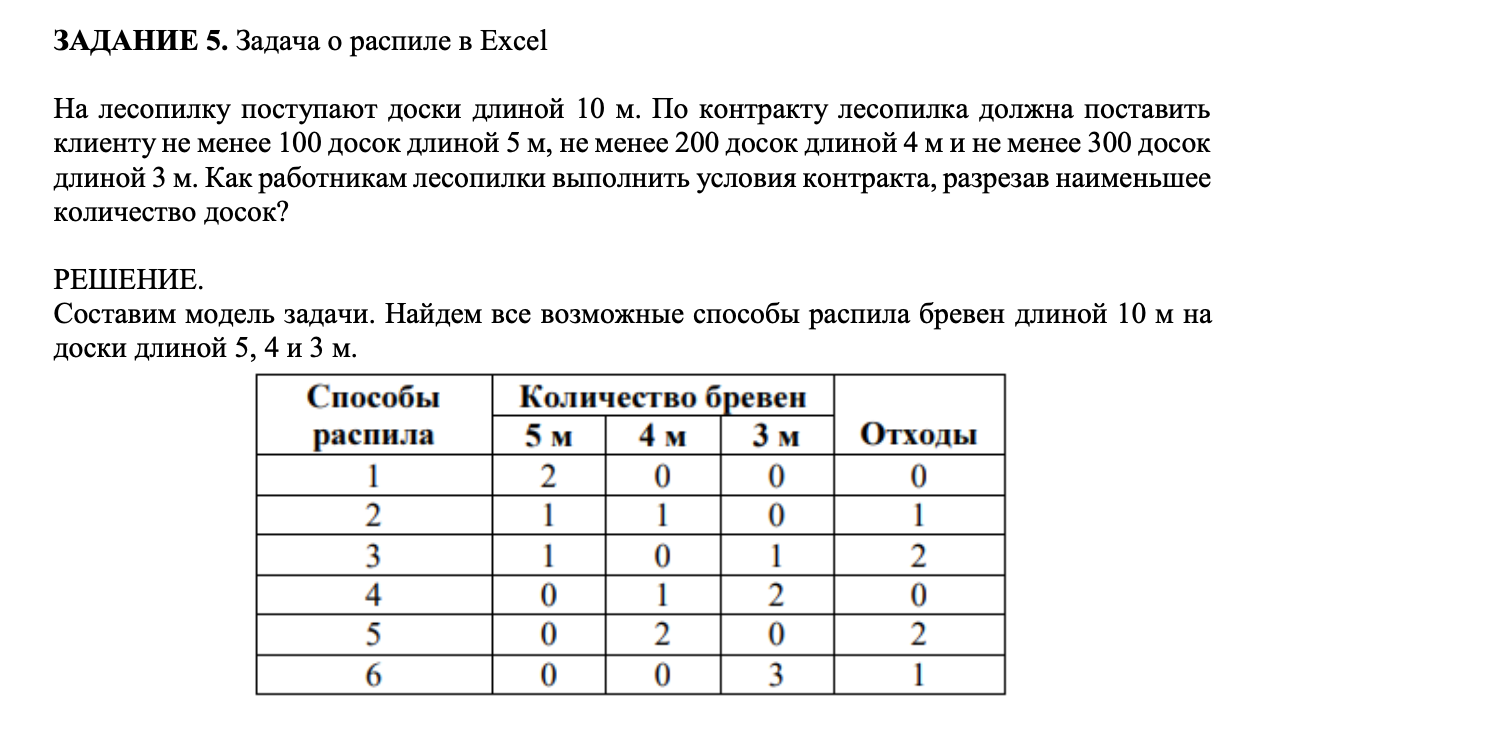 ЗАДАНИЕ 5. Задача о распиле в Excel
На лесопилку поступают доски длиной 10 м. По контракту лесопилка должна поставить
клиенту не менее 100 досок длиной 5 м, не менее 200 досок длиной 4 м и не менее 300 досок
длиной 3 м. Как работникам лесопилки выполнить условия контракта, разрезав наименьшее
количество досок?
РЕШЕНИЕ.
Составим модель задачи. Найдем все возможные способы распила бревен длиной 10 м на
доски длиной 5, 4 и 3 м.
Способы распила Количество бревен Отходы
5 м 4 м 3 м
1 2 0 0 0
2 1 1 0 1
3 1 0 1 2
4 0 1 2 0
5 0 2 0 2
6 0 0 3 1